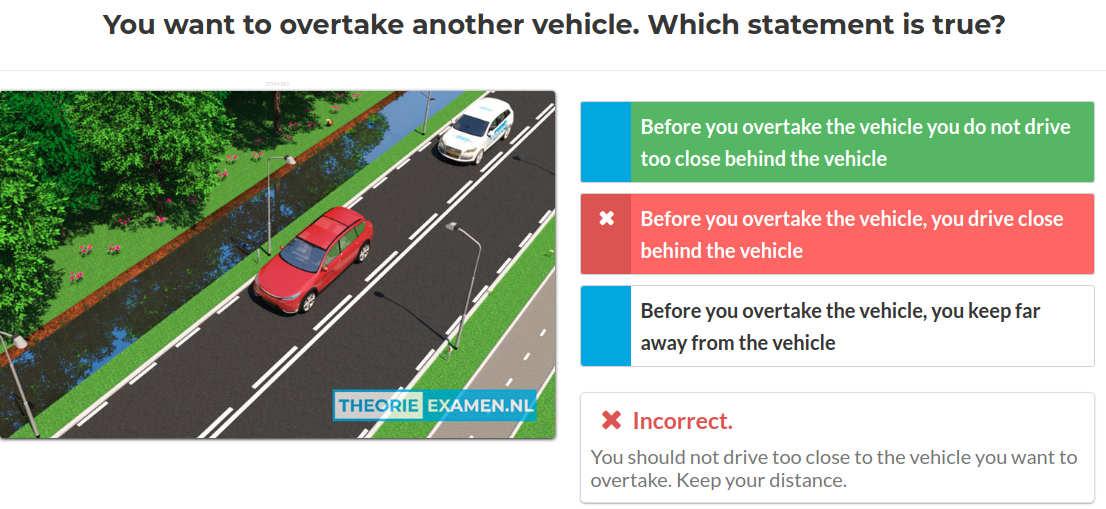 You want to overtake another vehicle. Which statement is true?
Before you overtake the vehicle you do not drive
too close behind the vehicle
Before you overtake the vehicle, you drive close
behind the vehicle
Before you overtake the vehicle, you keep far
away from the vehicle
THEORIE EXAMEN.NL
Incorrect.
You should not drive too close to the vehicle you want to
overtake. Keep your distance.